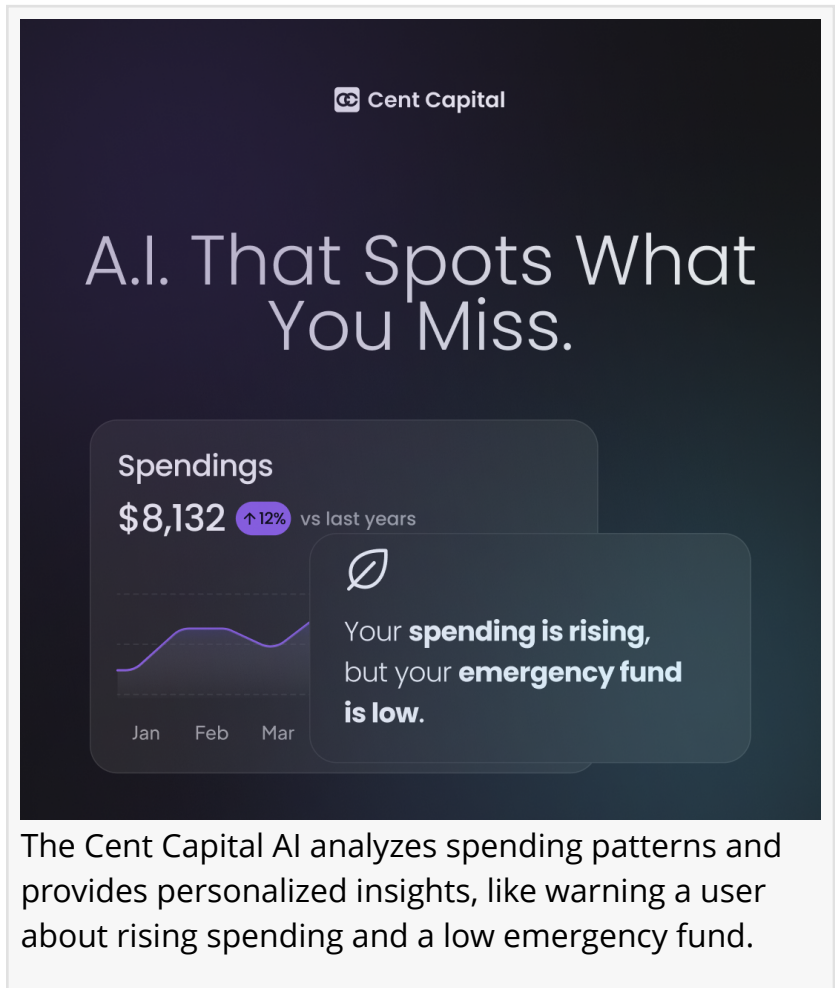 Cent Capital
A.I. That Spots What
You Miss.
Spendings
$8,132 ↑ 12% vs last years
Your spending is rising,
but your emergency fund
is low.
Jan Feb Mar
The Cent Capital AI analyzes spending patterns and
provides personalized insights, like warning a user
about rising spending and a low emergency fund.